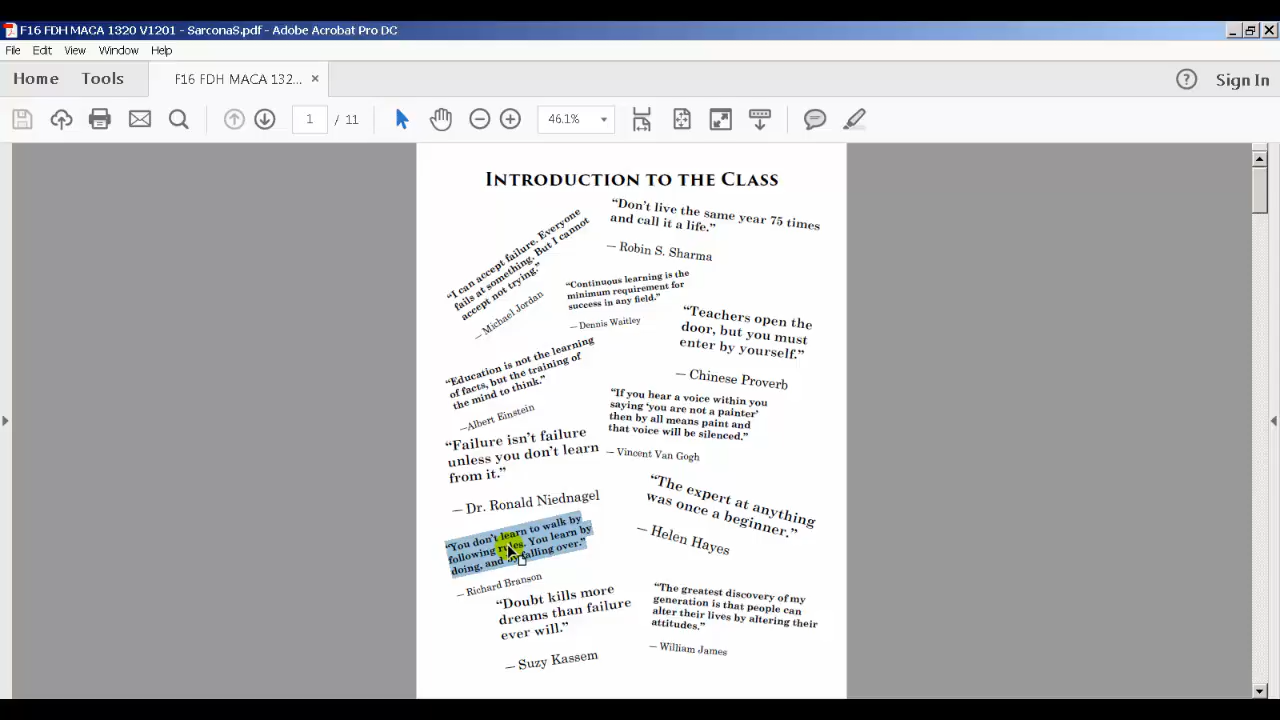 F16 FDH MACA 1320 V1201 - SarconaS.pdf - Adobe Acrobat Pro DC
File Edit View Window Help
Home Tools F16 FDH MACA 132... × Sign In
1 / 11 46.1%
INTRODUCTION TO THE CLASS
“I can accept failure. Everyone
fails at something. But I cannot
accept not trying.”
— Michael Jordan
“Don’t live the same year 75 times
and call it a life.”
— Robin S. Sharma
“Continuous learning is the
minimum requirement for
success in any field.”
— Dennis Waitley
“Teachers open the
door, but you must
enter by yourself.”
— Chinese Proverb
“Education is not the learning
of facts, but the training of
the mind to think.”
—Albert Einstein
“If you hear a voice within you
saying ‘you are not a painter’
then by all means paint and
that voice will be silenced.”
— Vincent Van Gogh
“Failure isn’t failure
unless you don’t learn
from it.”
— Dr. Ronald Niednagel
“The expert at anything
was once a beginner.”
— Helen Hayes
“You don’t learn to walk by
following rules. You learn by
doing, and by falling over.”
— Richard Branson
“Doubt kills more
dreams than failure
ever will.”
— Suzy Kassem
“The greatest discovery of my
generation is that people can
alter their lives by altering their
attitudes.”
— William James